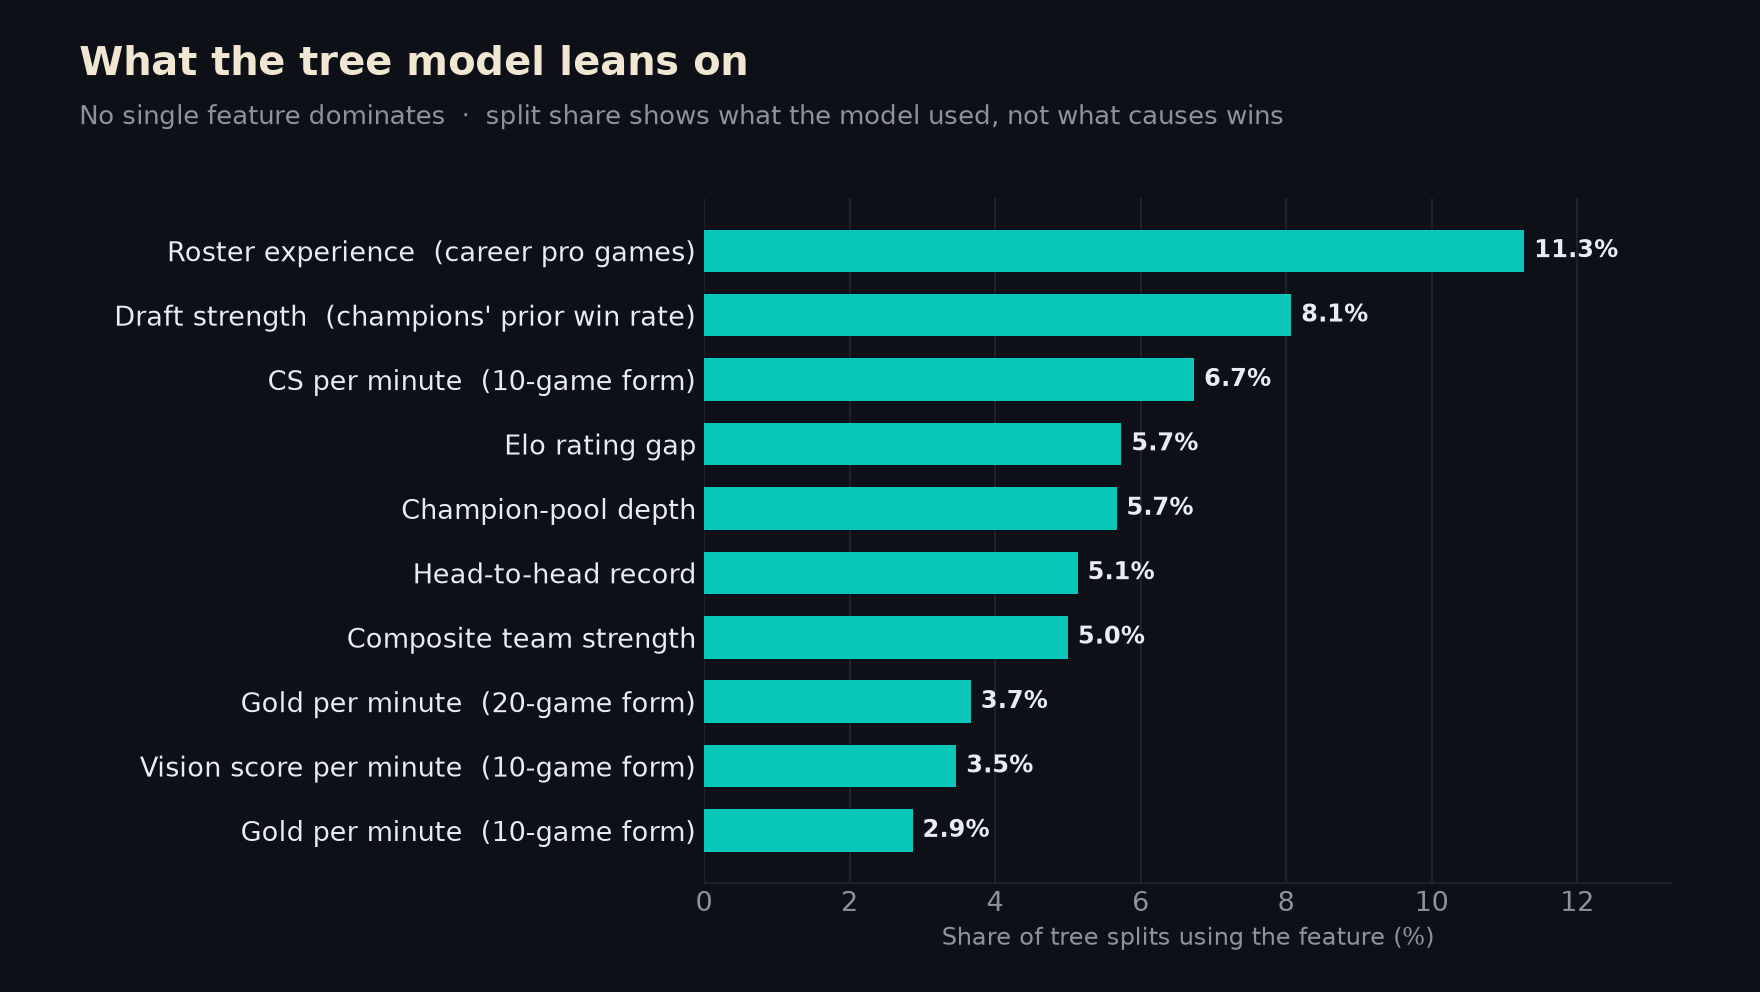 What the tree model leans on
No single feature dominates · split share shows what the model used, not what causes wins
Roster experience (career pro games) 11.3%
Draft strength (champions' prior win rate) 8.1%
CS per minute (10-game form) 6.7%
Elo rating gap 5.7%
Champion-pool depth 5.7%
Head-to-head record 5.1%
Composite team strength 5.0%
Gold per minute (20-game form) 3.7%
Vision score per minute (10-game form) 3.5%
Gold per minute (10-game form) 2.9%
0 2 4 6 8 10 12
Share of tree splits using the feature (%)